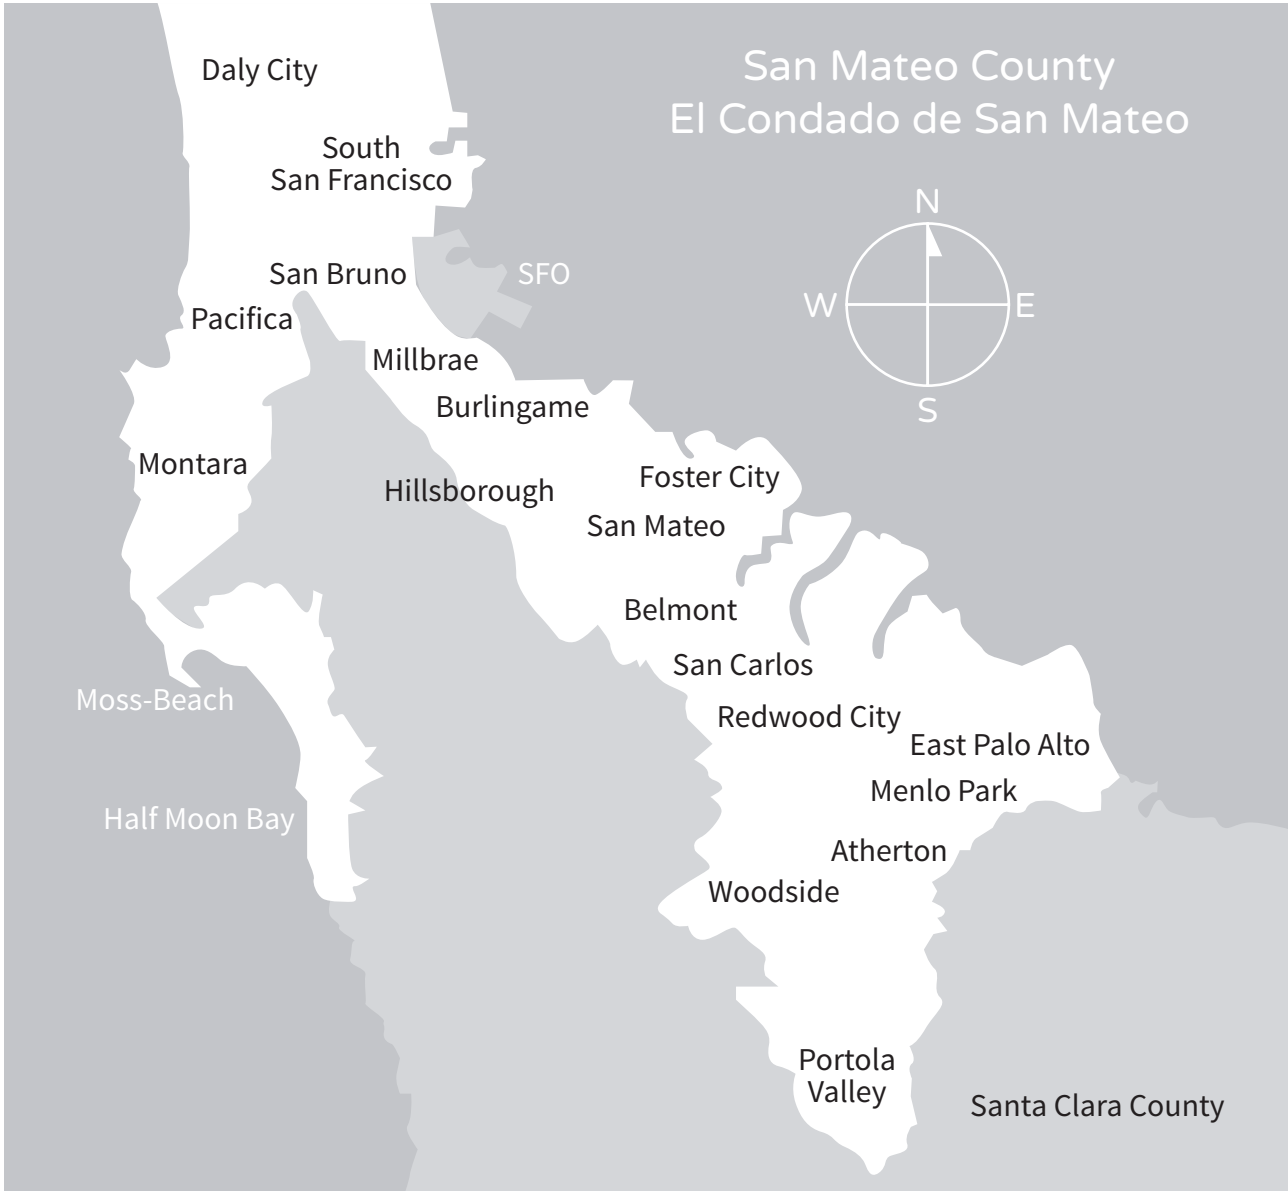 San Mateo County
El Condado de San Mateo
Daly City
South
San Francisco
N
San Bruno
SFO
W
E
Pacifica
Millbrae
Burlingame
S
Montara
Hillsborough
Foster City
San Mateo
Belmont
San Carlos
Moss-Beach
Redwood City
East Palo Alto
Menlo Park
Half Moon Bay
Atherton
Woodside
Portola
Valley
Santa Clara County